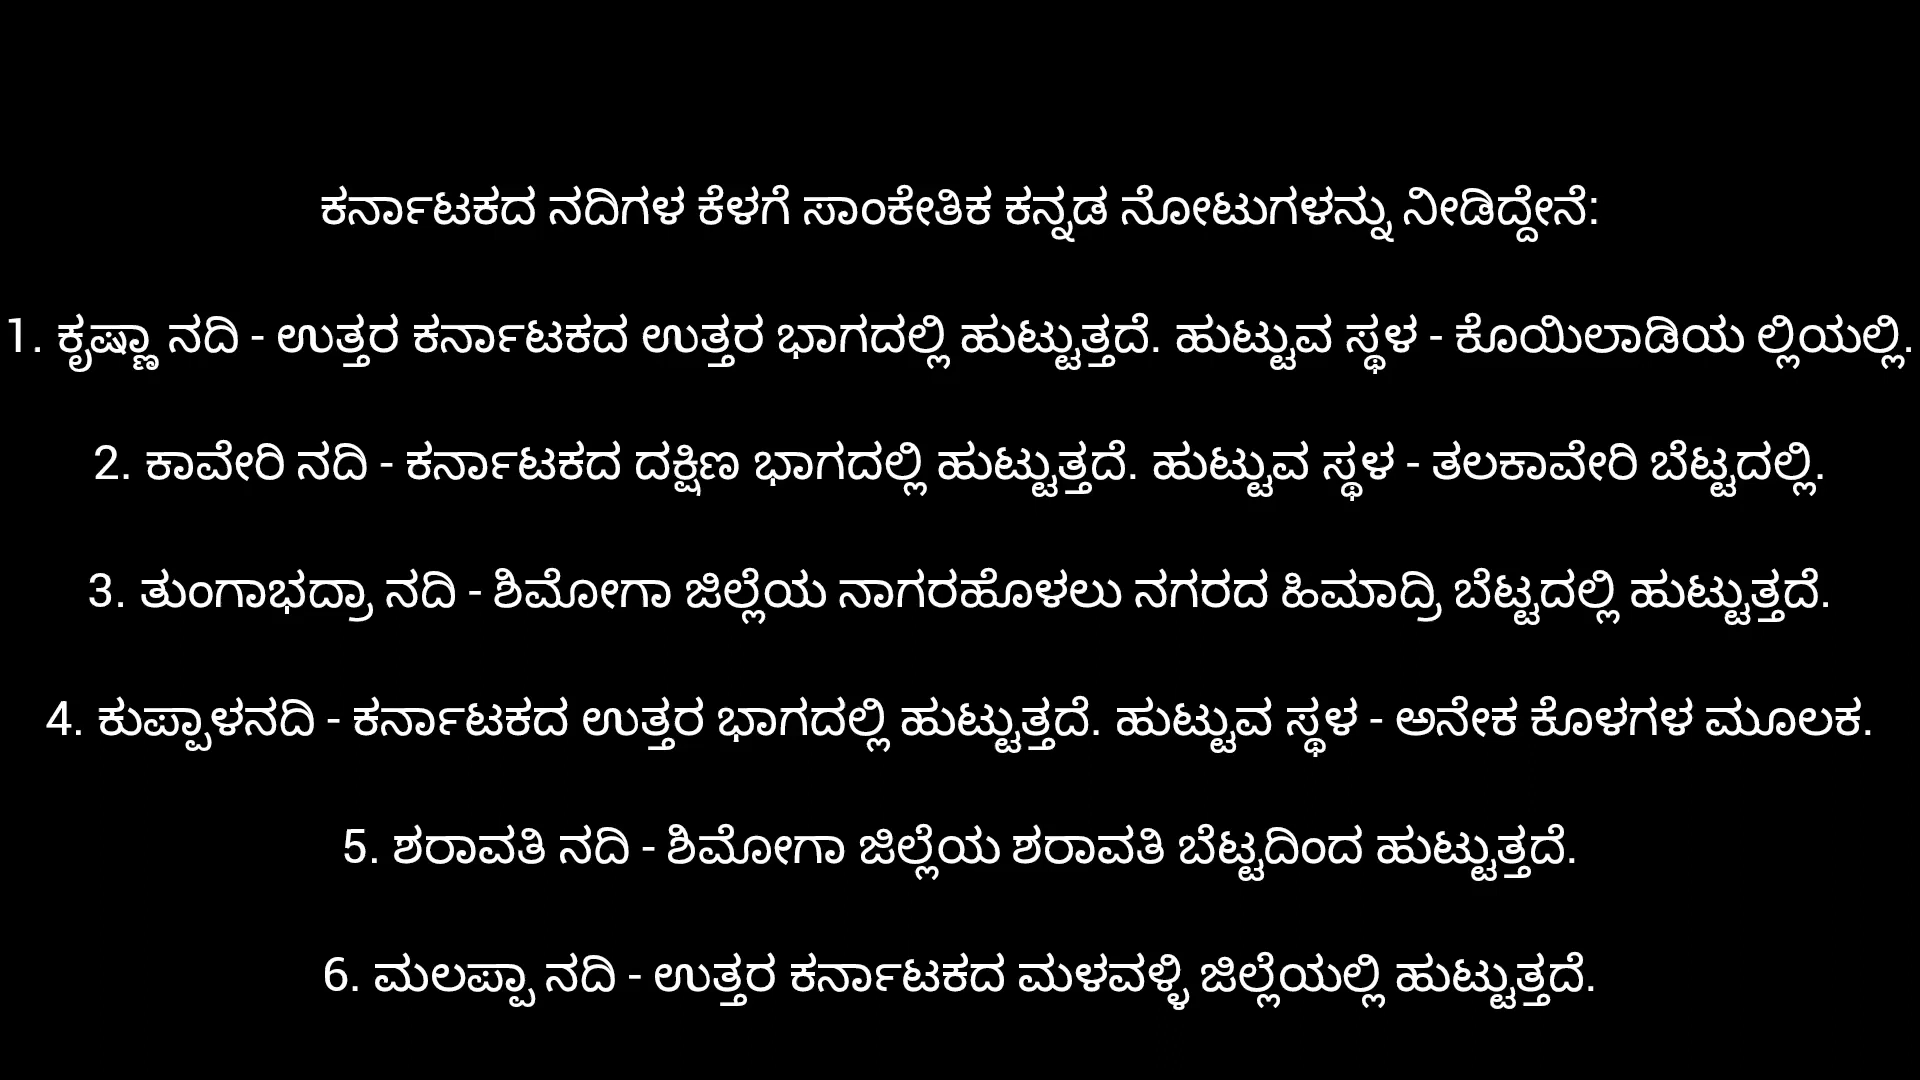 ಕರ್ನಾಟಕದ ನದಿಗಳ ಕೆಳಗೆ ಸಾಂಕೇತಿಕ ಕನ್ನಡ ನೋಟುಗಳನ್ನು ನೀಡಿದ್ದೇನೆ:
1. ಕೃಷ್ಣಾ ನದಿ - ಉತ್ತರ ಕರ್ನಾಟಕದ ಉತ್ತರ ಭಾಗದಲ್ಲಿ ಹುಟ್ಟುತ್ತದೆ. ಹುಟ್ಟುವ ಸ್ಥಳ - ಕೊಯಿಲಾಡಿಯ ಲ್ಲಿಯಲ್ಲಿ.
2. ಕಾವೇರಿ ನದಿ - ಕರ್ನಾಟಕದ ದಕ್ಷಿಣ ಭಾಗದಲ್ಲಿ ಹುಟ್ಟುತ್ತದೆ. ಹುಟ್ಟುವ ಸ್ಥಳ - ತಲಕಾವೇರಿ ಬೆಟ್ಟದಲ್ಲಿ.
3. ತುಂಗಾಭದ್ರಾ ನದಿ - ಶಿಮೋಗಾ ಜಿಲ್ಲೆಯ ನಾಗರಹೊಳಲು ನಗರದ ಹಿಮಾದ್ರಿ ಬೆಟ್ಟದಲ್ಲಿ ಹುಟ್ಟುತ್ತದೆ.
4. ಕುಪ್ಪಾಳನದಿ - ಕರ್ನಾಟಕದ ಉತ್ತರ ಭಾಗದಲ್ಲಿ ಹುಟ್ಟುತ್ತದೆ. ಹುಟ್ಟುವ ಸ್ಥಳ - ಅನೇಕ ಕೊಳಗಳ ಮೂಲಕ.
5. ಶರಾವತಿ ನದಿ - ಶಿಮೋಗಾ ಜಿಲ್ಲೆಯ ಶರಾವತಿ ಬೆಟ್ಟದಿಂದ ಹುಟ್ಟುತ್ತದೆ.
6. ಮಲಪ್ಪಾ ನದಿ - ಉತ್ತರ ಕರ್ನಾಟಕದ ಮಳವಳ್ಳಿ ಜಿಲ್ಲೆಯಲ್ಲಿ ಹುಟ್ಟುತ್ತದೆ.